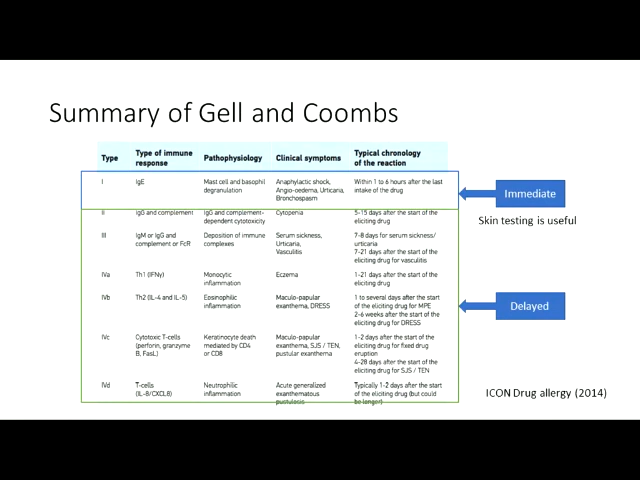 Summary of Gell and Coombs
Type
Type of immune response
Pathophysiology
Clinical symptoms
Typical chronology of the reaction
I
IgE
Mast cell and basophil degranulation
Anaphylactic shock, Angio-oedema, Urticaria, Bronchospasm
Within 1 to 6 hours after the last intake of the drug
Immediate
Skin testing is useful
II
IgG and complement
IgG and complement-dependent cytotoxicity
Cytopenia
5-15 days after the start of the eliciting drug
III
IgM or IgG and complement or FcR
Deposition of immune complexes
Serum sickness, Urticaria, Vasculitis
7-8 days for serum sickness/urticaria
7-21 days after the start of the eliciting drug for vasculitis
IVa
Th1 (IFNγ)
Monocytic inflammation
Eczema
1-21 days after the start of the eliciting drug
IVb
Th2 (IL-4 and IL-5)
Eosinophilic inflammation
Maculo-papular exanthema, DRESS
1 to several days after the start of the eliciting drug for MPE
2-6 weeks after the start of the eliciting drug for DRESS
Delayed
IVc
Cytotoxic T-cells (perforin, granzyme B, FasL)
Keratinocyte death mediated by CD4 or CD8
Maculo-papular exanthema, SJS / TEN, pustular exanthema
1-2 days after the start of the eliciting drug for fixed drug eruption
4-28 days after the start of the eliciting drug for SJS / TEN
IVd
T-cells (IL-8/CXCL8)
Neutrophilic inflammation
Acute generalized exanthematous pustulosis
Typically 1-2 days after the start of the eliciting drug (but could be longer)
ICON Drug allergy (2014)